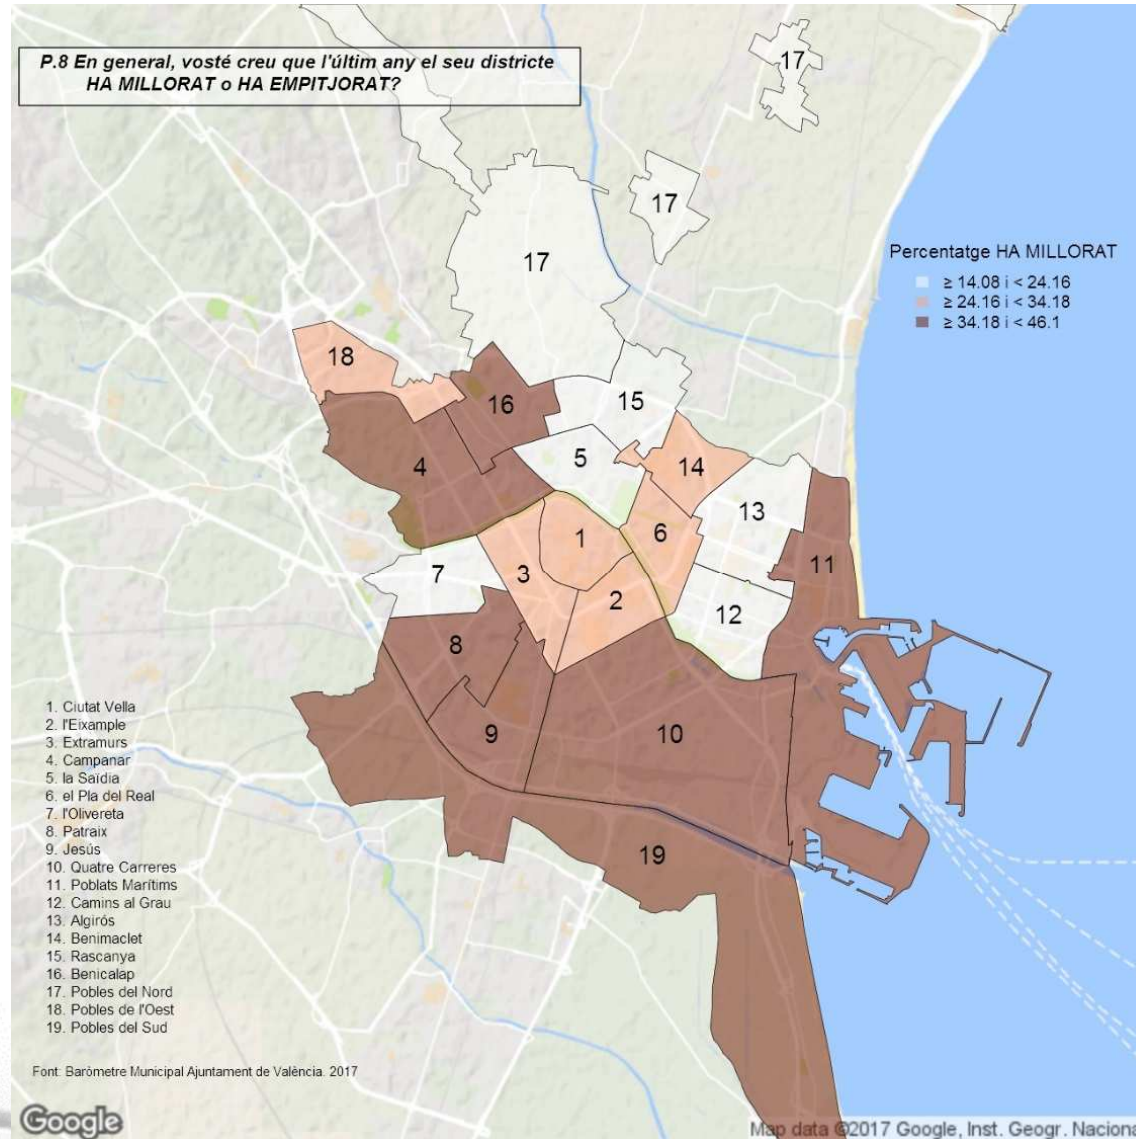 P.8 En general, vosté creu que l'últim any el seu districte
HA MILLORAT o HA EMPITJORAT?
17
17
17
Percentatge HA MILLORAT
≥ 14.08 i < 24.16
≥ 24.16 i < 34.18
≥ 34.18 i < 46.1
18
16
15
4
5
14
13
1
6
11
7
3
2
12
8
9
10
19
1. Ciutat Vella
2. l'Eixample
3. Extramurs
4. Campanar
5. la Saïdia
6. el Pla del Real
7. l'Olivereta
8. Patraix
9. Jesús
10. Quatre Carreres
11. Poblats Marítims
12. Camins al Grau
13. Algirós
14. Benimaclet
15. Rascanya
16. Benicalap
17. Pobles del Nord
18. Pobles de l'Oest
19. Pobles del Sud
Font: Baròmetre Municipal Ajuntament de València. 2017
Google
Map data ©2017 Google, Inst. Geogr. Naciona